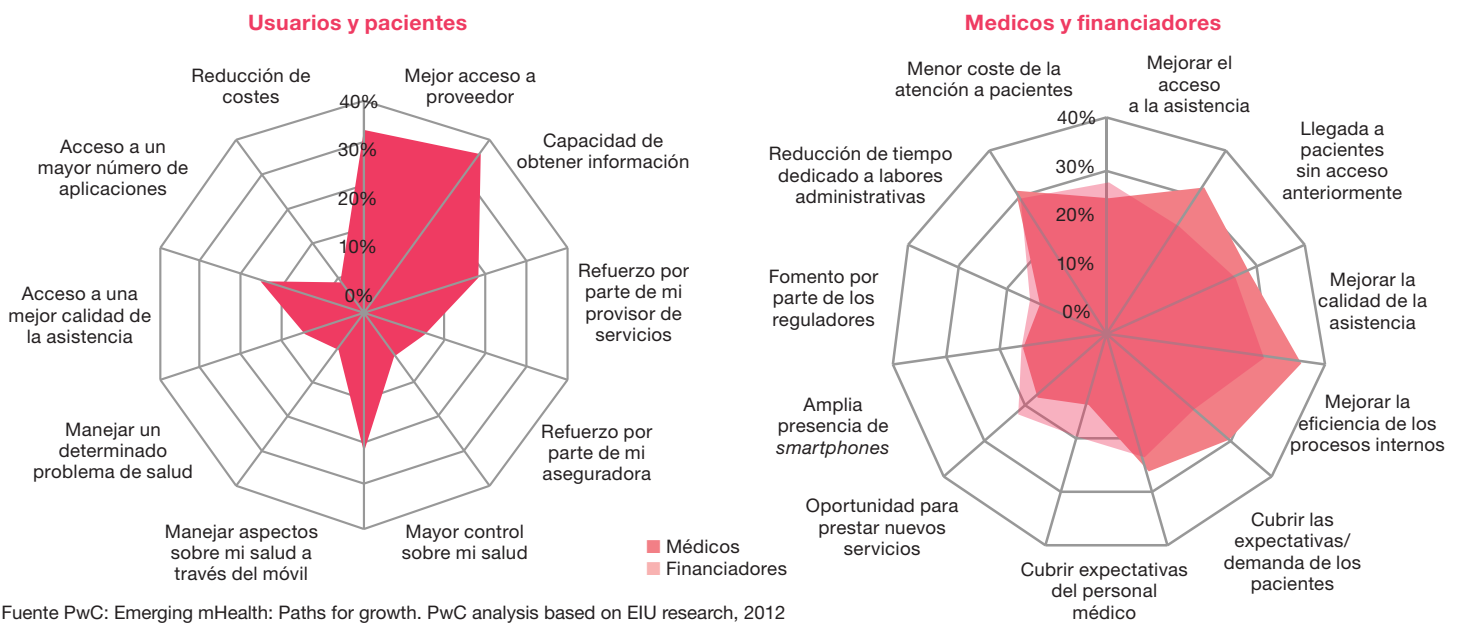 Usuarios y pacientes
Reducción de
costes
Mejor acceso a
proveedor
Capacidad de
obtener información
Refuerzo por
parte de mi
provisor de
servicios
Refuerzo por
parte de mi
aseguradora
Mayor control
sobre mi salud
Manejar aspectos
sobre mi salud a
través del móvil
Manejar un
determinado
problema de salud
Acceso a una
mejor calidad de
la asistencia
Acceso a un
mayor número de
aplicaciones
40%
30%
20%
10%
0%
Médicos
Financiadores
Medicos y financiadores
Menor coste de la
atención a pacientes
Mejorar el
acceso
a la asistencia
Llegada a
pacientes
sin acceso
anteriormente
Mejorar la
calidad de la
asistencia
Mejorar la
eficiencia de los
procesos internos
Cubrir las
expectativas/
demanda de los
pacientes
Cubrir expectativas
del personal
médico
Oportunidad para
prestar nuevos
servicios
Amplia
presencia de
smartphones
Fomento por
parte de los
reguladores
Reducción de tiempo
dedicado a labores
administrativas
40%
30%
20%
10%
0%
Fuente PwC: Emerging mHealth: Paths for growth. PwC analysis based on EIU research, 2012